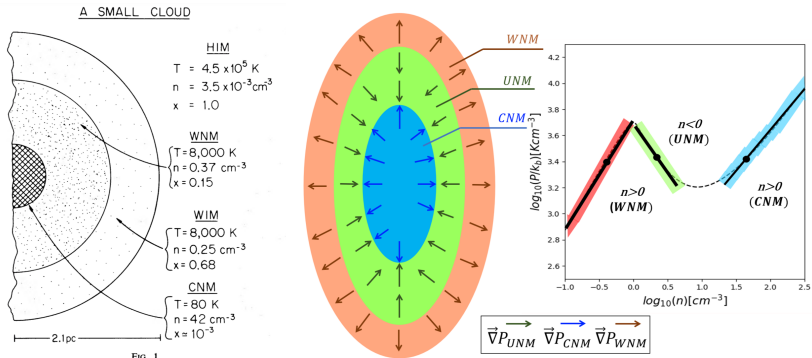 A SMALL CLOUD
HIM
T = 4.5 x 10⁵ K
n = 3.5 x 10⁻³ cm⁻³
x = 1.0
WNM
T = 8,000 K
n = 0.37 cm⁻³
x = 0.15
WIM
T = 8,000 K
n = 0.25 cm⁻³
x = 0.68
CNM
T = 80 K
n = 42 cm⁻³
x ≃ 10⁻³
2.1pc
FIG. 1
WNM
UNM
CNM
∇⃗P_UNM ∇⃗P_CNM ∇⃗P_WNM
log₁₀(P/k_b)[Kcm⁻³]
4.2
4.0
3.8
3.6
3.4
3.2
3.0
2.8
2.6
n<0
(UNM)
n>0
(WNM)
n>0
(CNM)
−1.0 −0.5 0.0 0.5 1.0 1.5 2.0 2.5
log₁₀(n)[cm⁻³]